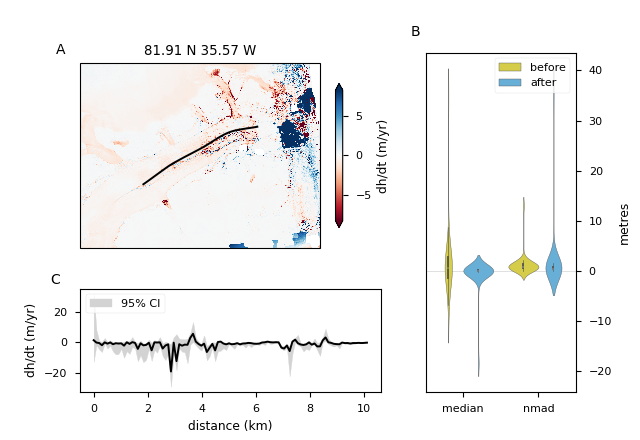 A
81.91 N 35.57 W
5
0
−5
dh/dt (m/yr)
B
before
after
40
30
20
10
0
−10
−20
metres
median
nmad
C
95% CI
20
0
−20
dh/dt (m/yr)
0
2
4
6
8
10
distance (km)